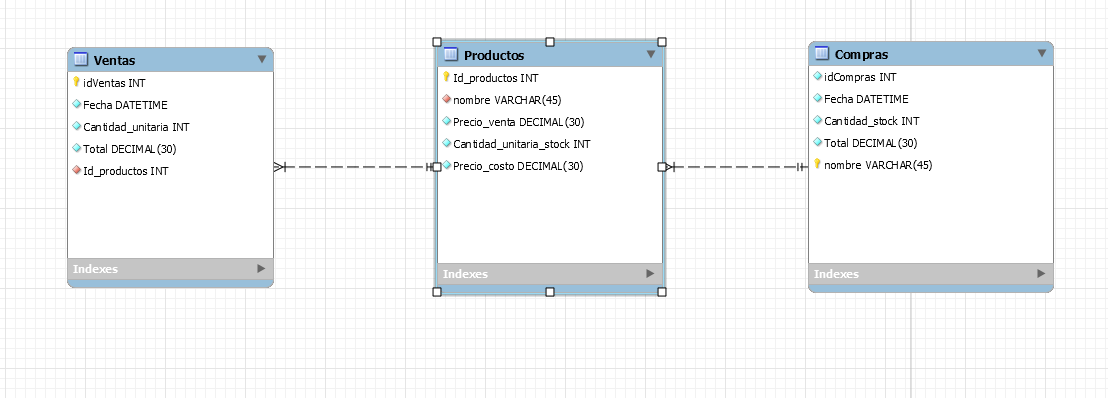 Ventas
idVentas INT
Fecha DATETIME
Cantidad_unitaria INT
Total DECIMAL(30)
Id_productos INT
Indexes
Productos
Id_productos INT
nombre VARCHAR(45)
Precio_venta DECIMAL(30)
Cantidad_unitaria_stock INT
Precio_costo DECIMAL(30)
Indexes
Compras
idCompras INT
Fecha DATETIME
Cantidad_stock INT
Total DECIMAL(30)
nombre VARCHAR(45)
Indexes